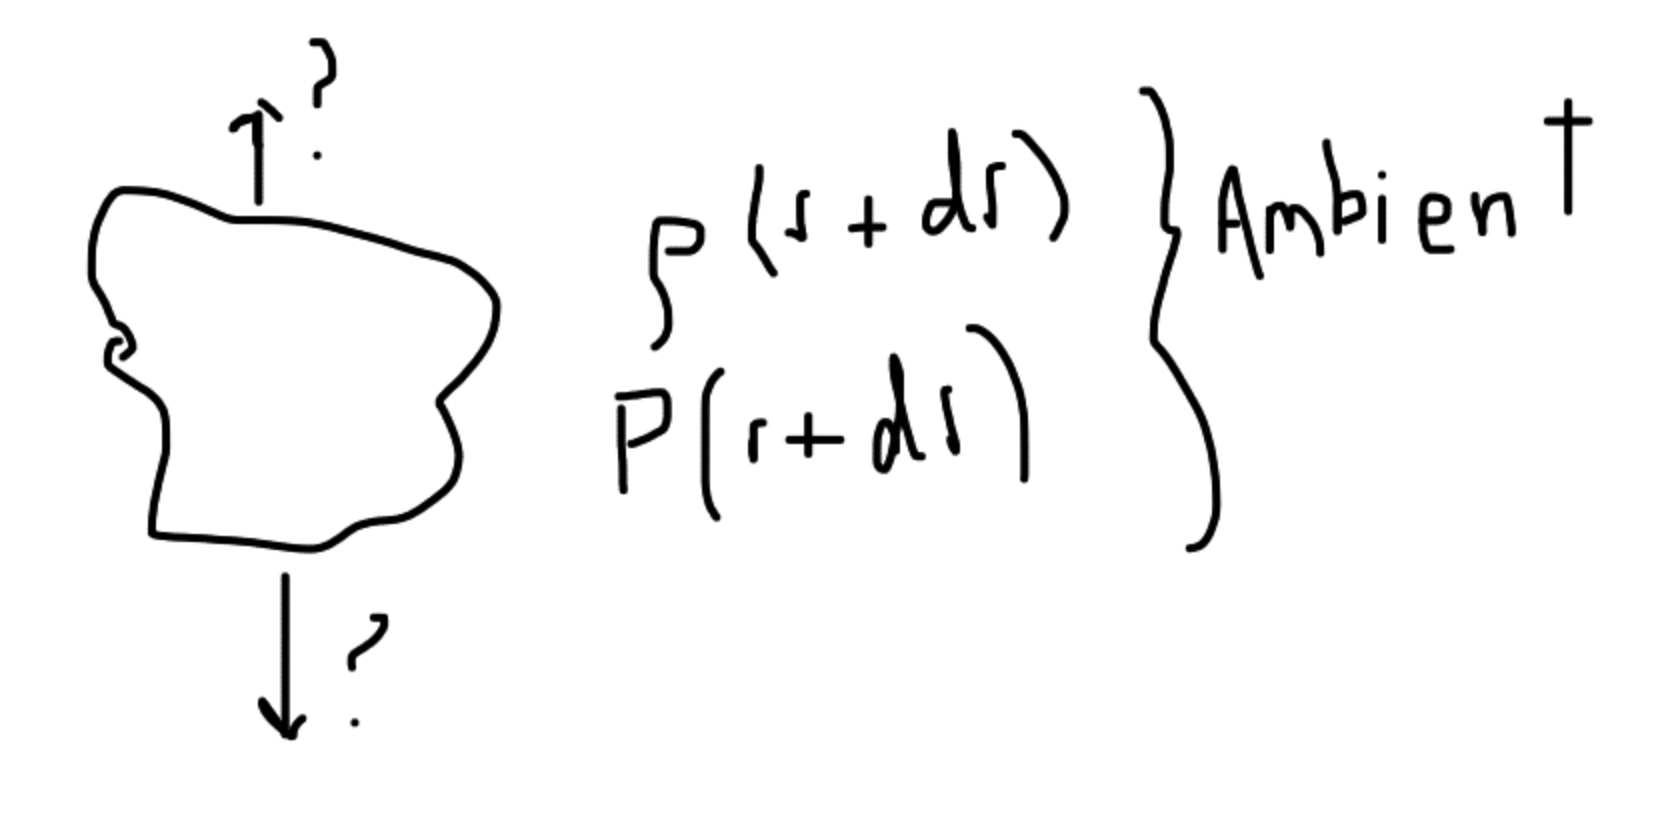 ?
ρ(r + dr) } Ambient
P(r + dr)
?